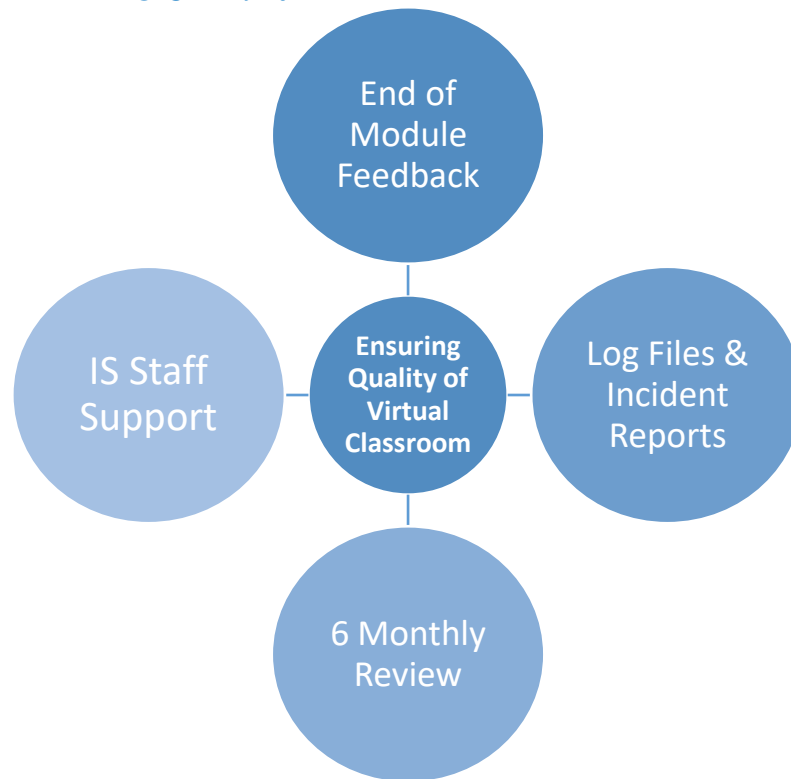 End of
Module
Feedback
IS Staff
Support
Ensuring
Quality of
Virtual
Classroom
Log Files &
Incident
Reports
6 Monthly
Review